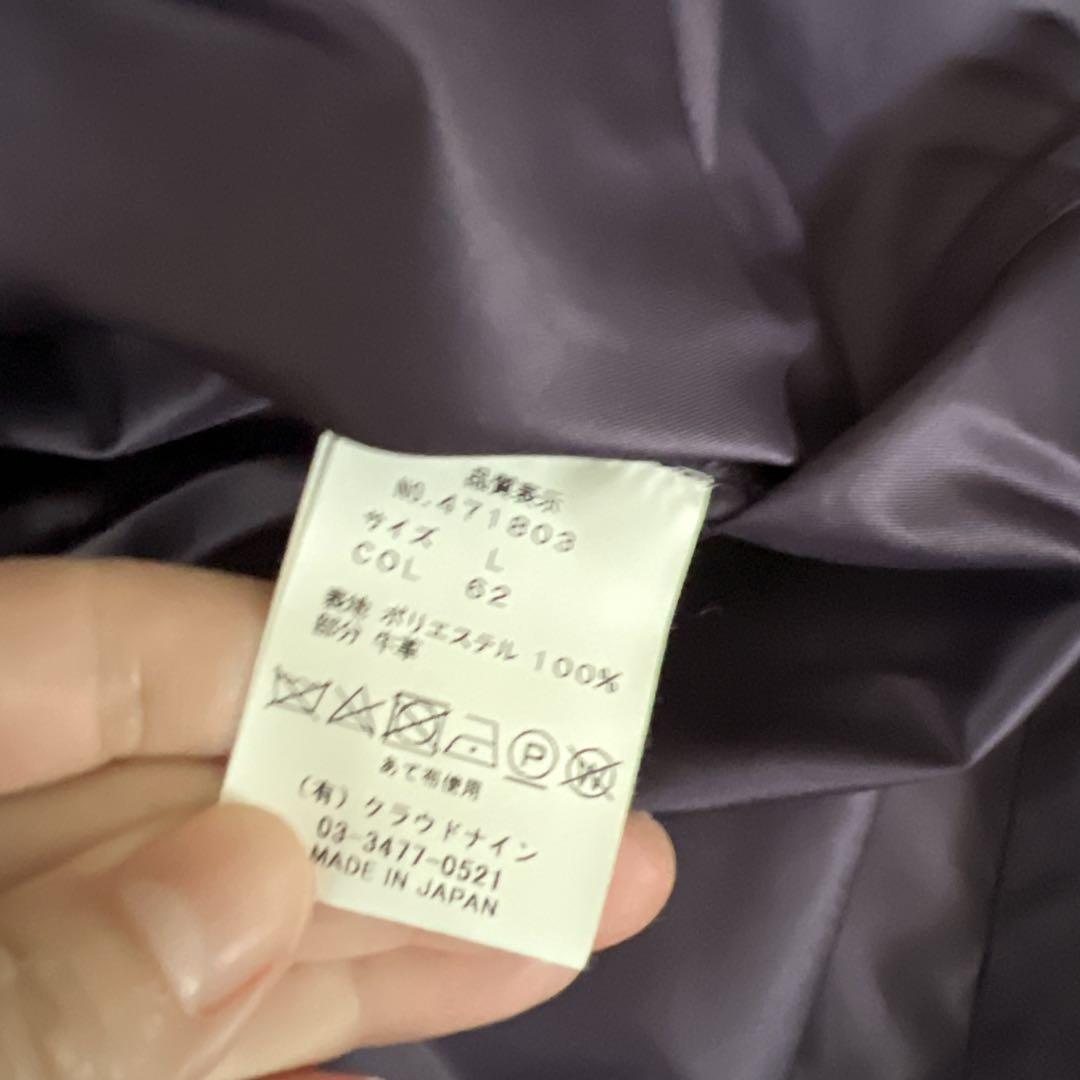 品質表示
NO.471803
サイズ L
COL 62
表地 ポリエステル 100%
部分 牛革
P W
あて布使用
(有)クラウドナイン
03-3477-0521
MADE IN JAPAN